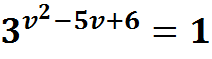 3^{v^2-5v+6} = 1